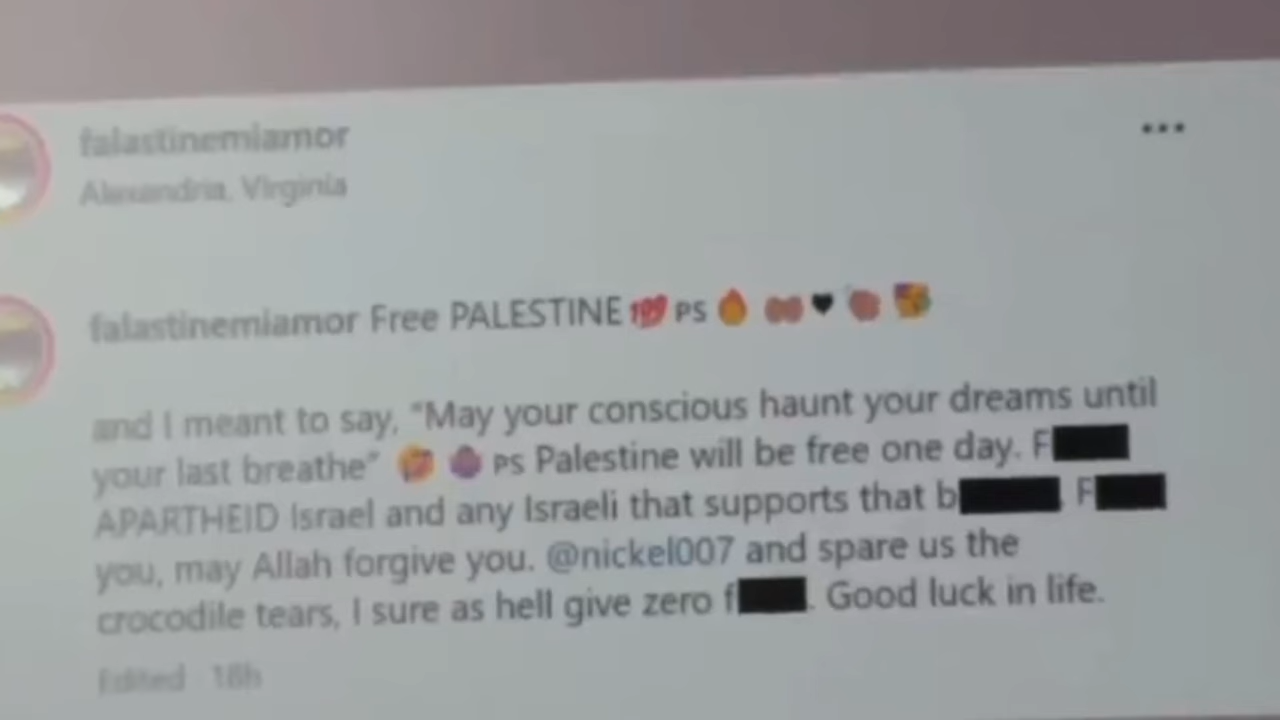 falastinemiamor
Alexandria, Virginia
falastinemiamor Free PALESTINE💯 PS 🔥
and I meant to say, "May your conscious haunt your dreams until
your last breathe" PS Palestine will be free one day. F
APARTHEID Israel and any Israeli that supports that b F
you, may Allah forgive you. @nickel007 and spare us the
crocodile tears, I sure as hell give zero f . Good luck in life.
Edited 18h